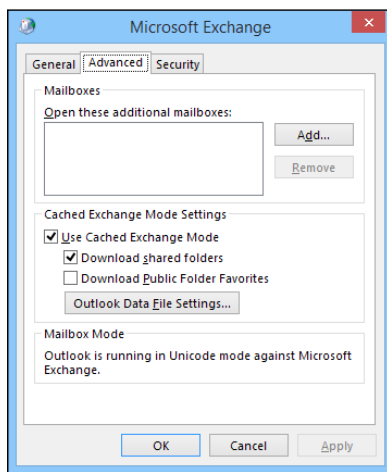 Microsoft Exchange
General Advanced Security
Mailboxes
Open these additional mailboxes:
Add...
Remove
Cached Exchange Mode Settings
Use Cached Exchange Mode
Download shared folders
Download Public Folder Favorites
Outlook Data File Settings...
Mailbox Mode
Outlook is running in Unicode mode against Microsoft
Exchange.
OK Cancel Apply